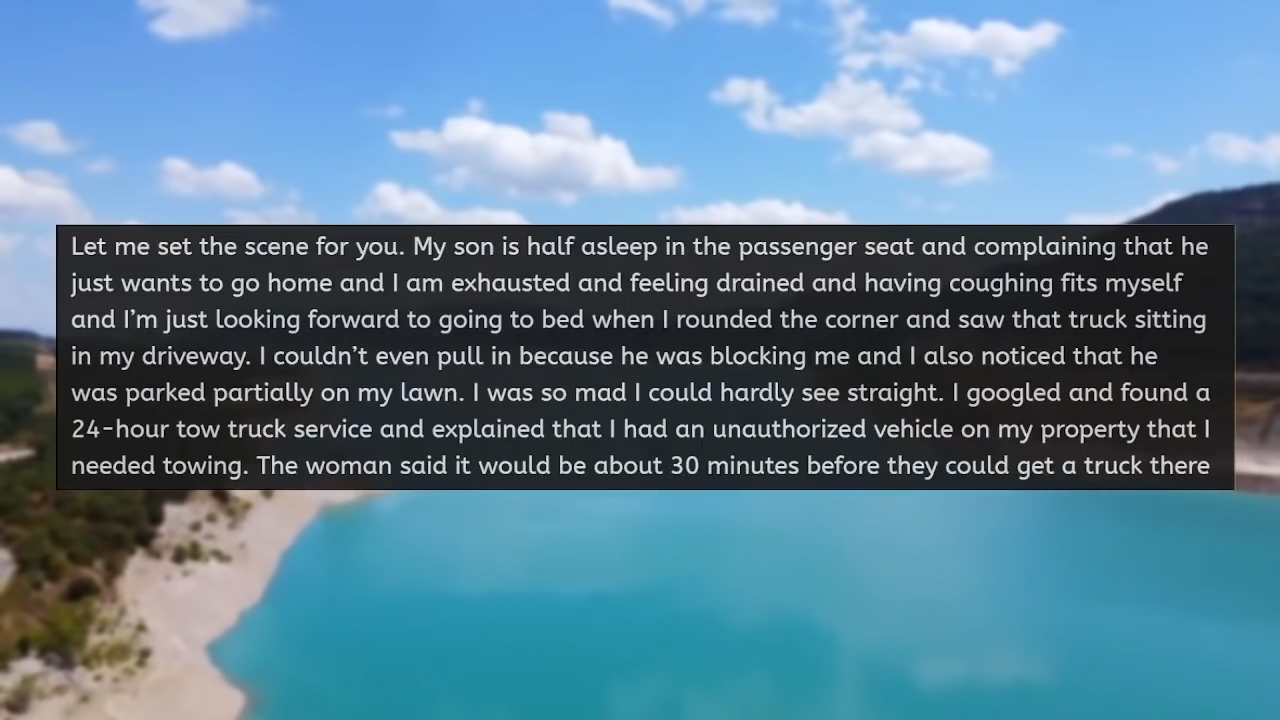 Let me set the scene for you. My son is half asleep in the passenger seat and complaining that he
just wants to go home and I am exhausted and feeling drained and having coughing fits myself
and I’m just looking forward to going to bed when I rounded the corner and saw that truck sitting
in my driveway. I couldn’t even pull in because he was blocking me and I also noticed that he
was parked partially on my lawn. I was so mad I could hardly see straight. I googled and found a
24-hour tow truck service and explained that I had an unauthorized vehicle on my property that I
needed towing. The woman said it would be about 30 minutes before they could get a truck there